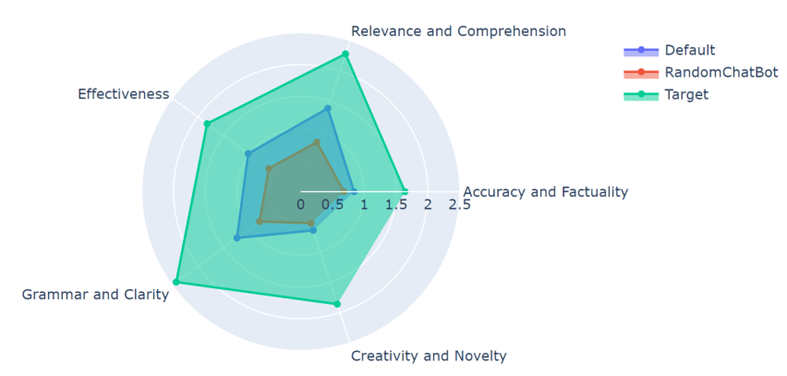 Relevance and Comprehension
Default
RandomChatBot
Target
Effectiveness
Accuracy and Factuality
0 0.5 1 1.5 2 2.5
Grammar and Clarity
Creativity and Novelty